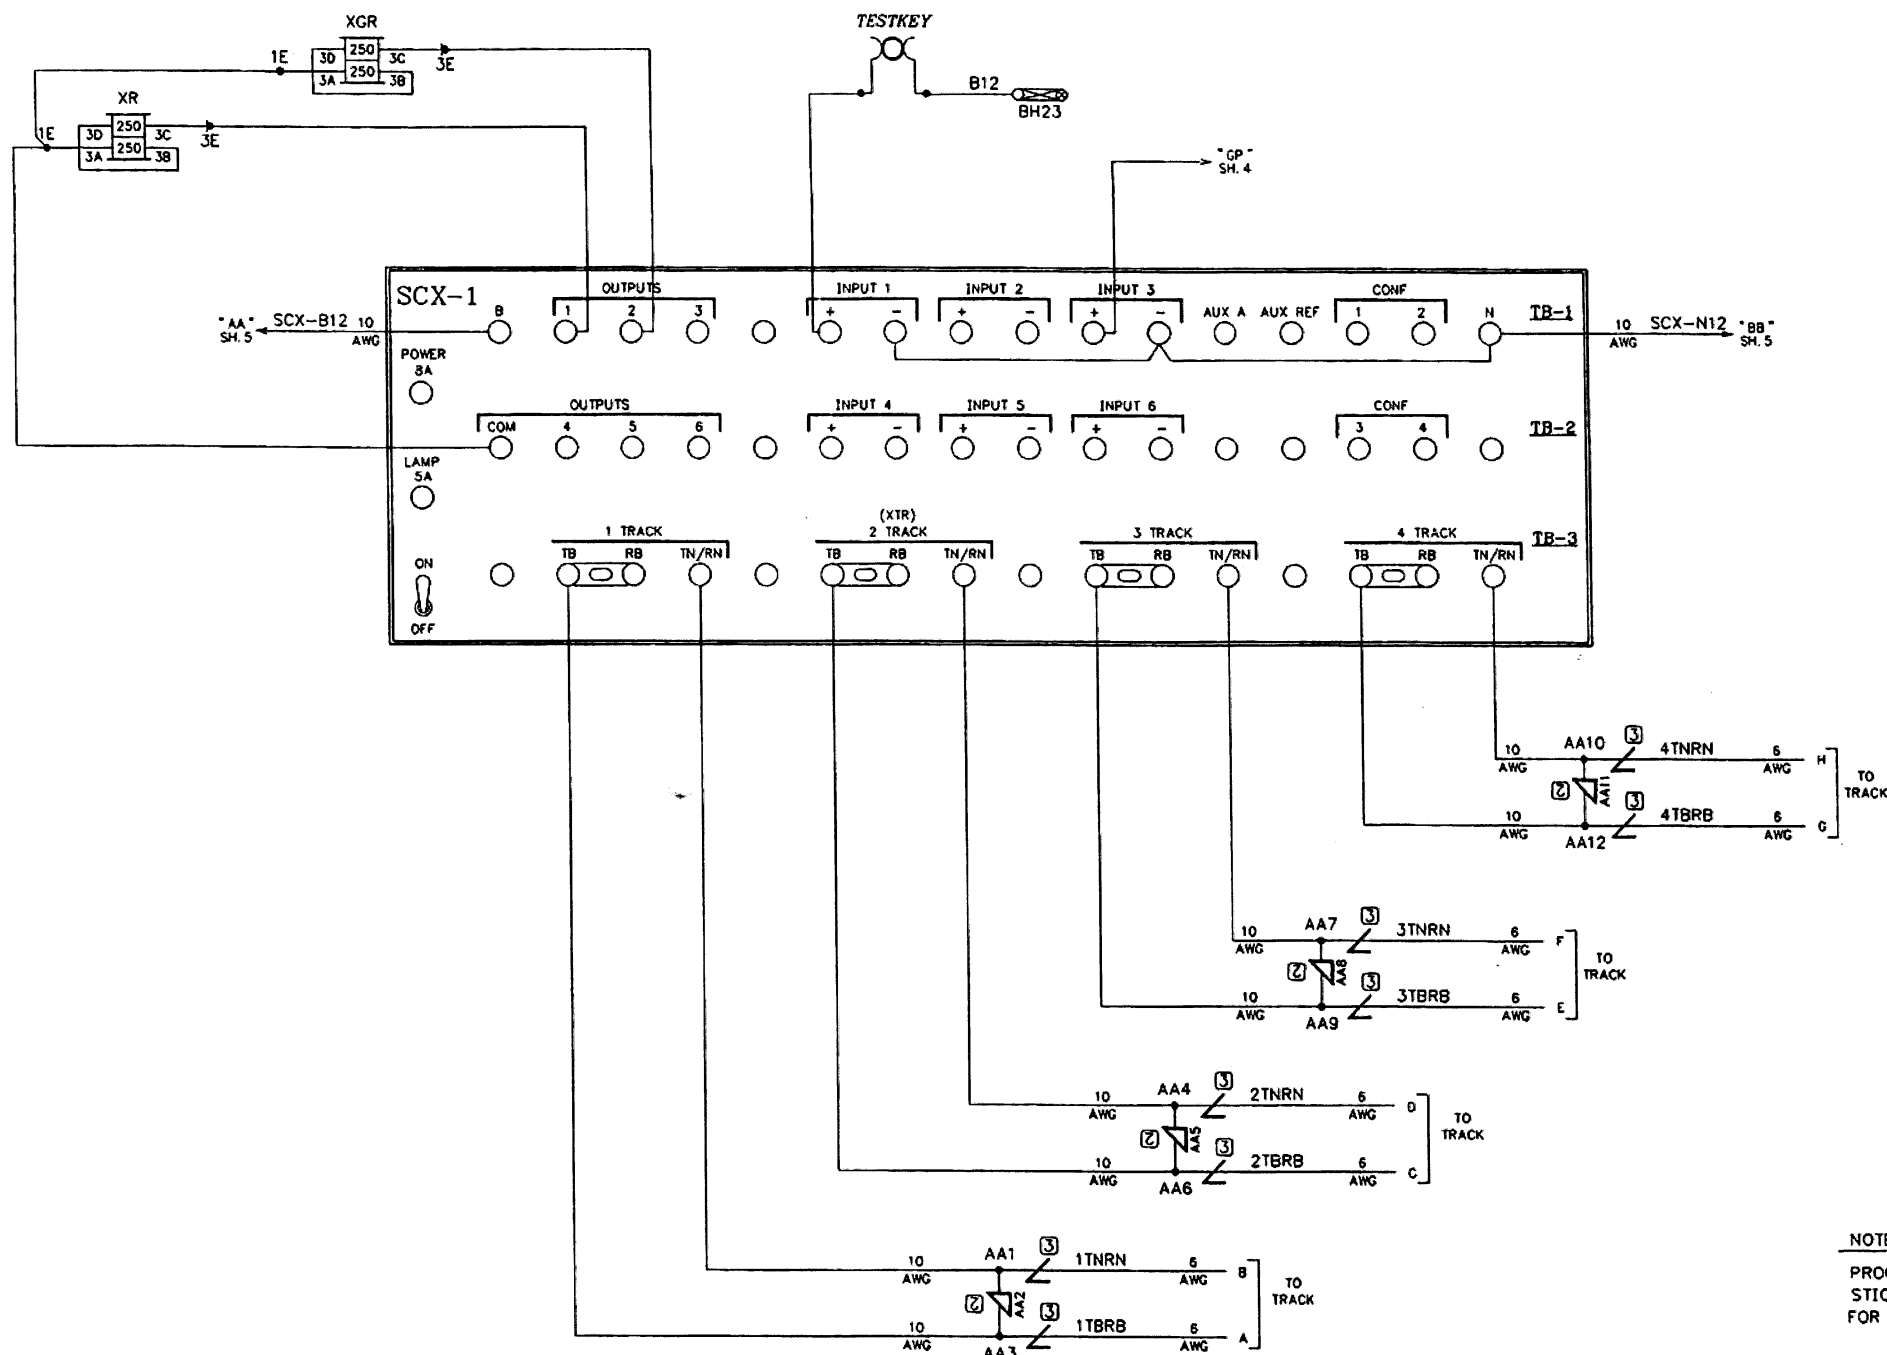 XGR
TESTKEY
1E
3D 250 3C
3A 250 3B
3E
B12
BH23
XR
1E
3D 250 3C
3A 250 3B
3E
"GP"
SH. 4
SCX-1
OUTPUTS INPUT 1 INPUT 2 INPUT 3 CONF
B 1 2 3 + - + - + - AUX A AUX REF 1 2 N TB-1
"AA"
SH. 5
SCX-B12 10
AWG
10
AWG
SCX-N12
"BB"
SH. 5
POWER
8A
OUTPUTS INPUT 4 INPUT 5 INPUT 6 CONF
COM 4 5 6 + - + - + - 3 4 TB-2
LAMP
5A
(XTR)
1 TRACK 2 TRACK 3 TRACK 4 TRACK TB-3
TB RB TN/RN TB RB TN/RN TB RB TN/RN TB RB TN/RN
ON
OFF
10
AWG
AA10
3
4TNRN
6
AWG
H
2
AA11
TO
TRACK
10
AWG
AA12
3
4TBRB
6
AWG
G
10
AWG
AA7
3
3TNRN
6
AWG
F
2
AA8
TO
TRACK
10
AWG
AA9
3
3TBRB
6
AWG
E
10
AWG
AA4
3
2TNRN
6
AWG
D
2
AA5
TO
TRACK
10
AWG
AA6
3
2TBRB
6
AWG
C
10
AWG
AA1
3
1TNRN
6
AWG
B
2
AA2
TO
TRACK
10
AWG
AA3
3
1TBRB
6
AWG
A
NOTE
PRO
STIC
FOR